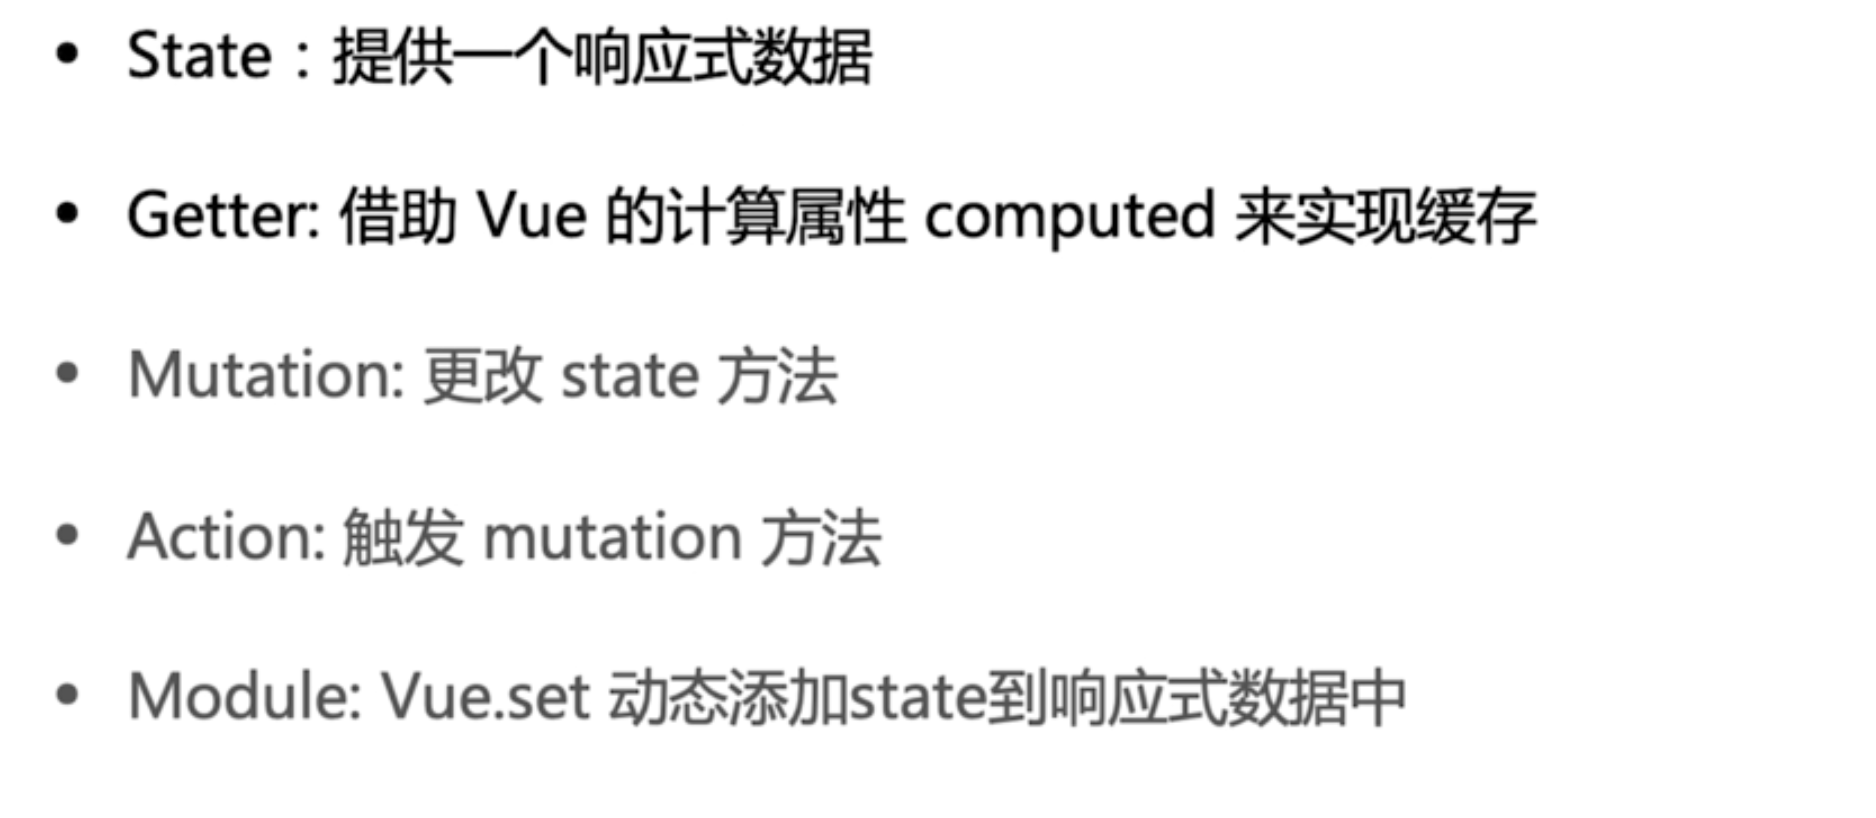 • State：提供一个响应式数据
• Getter: 借助 Vue 的计算属性 computed 来实现缓存
• Mutation: 更改 state 方法
• Action: 触发 mutation 方法
• Module: Vue.set 动态添加state到响应式数据中